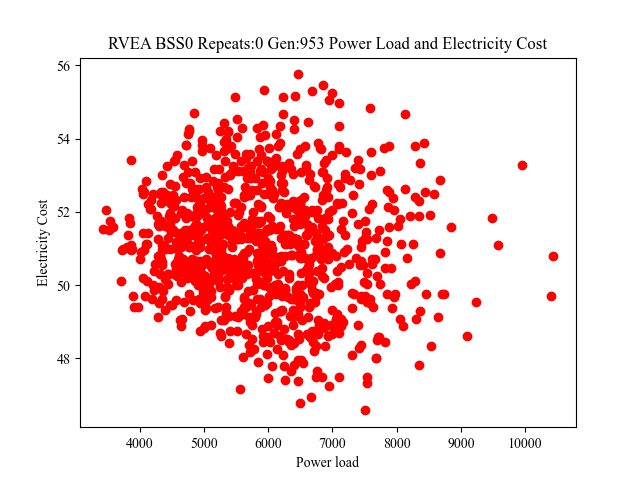 RVEA BSS0 Repeats:0 Gen:953 Power Load and Electricity Cost
56
54
52
50
48
Electricity Cost
4000 5000 6000 7000 8000 9000 10000
Power load